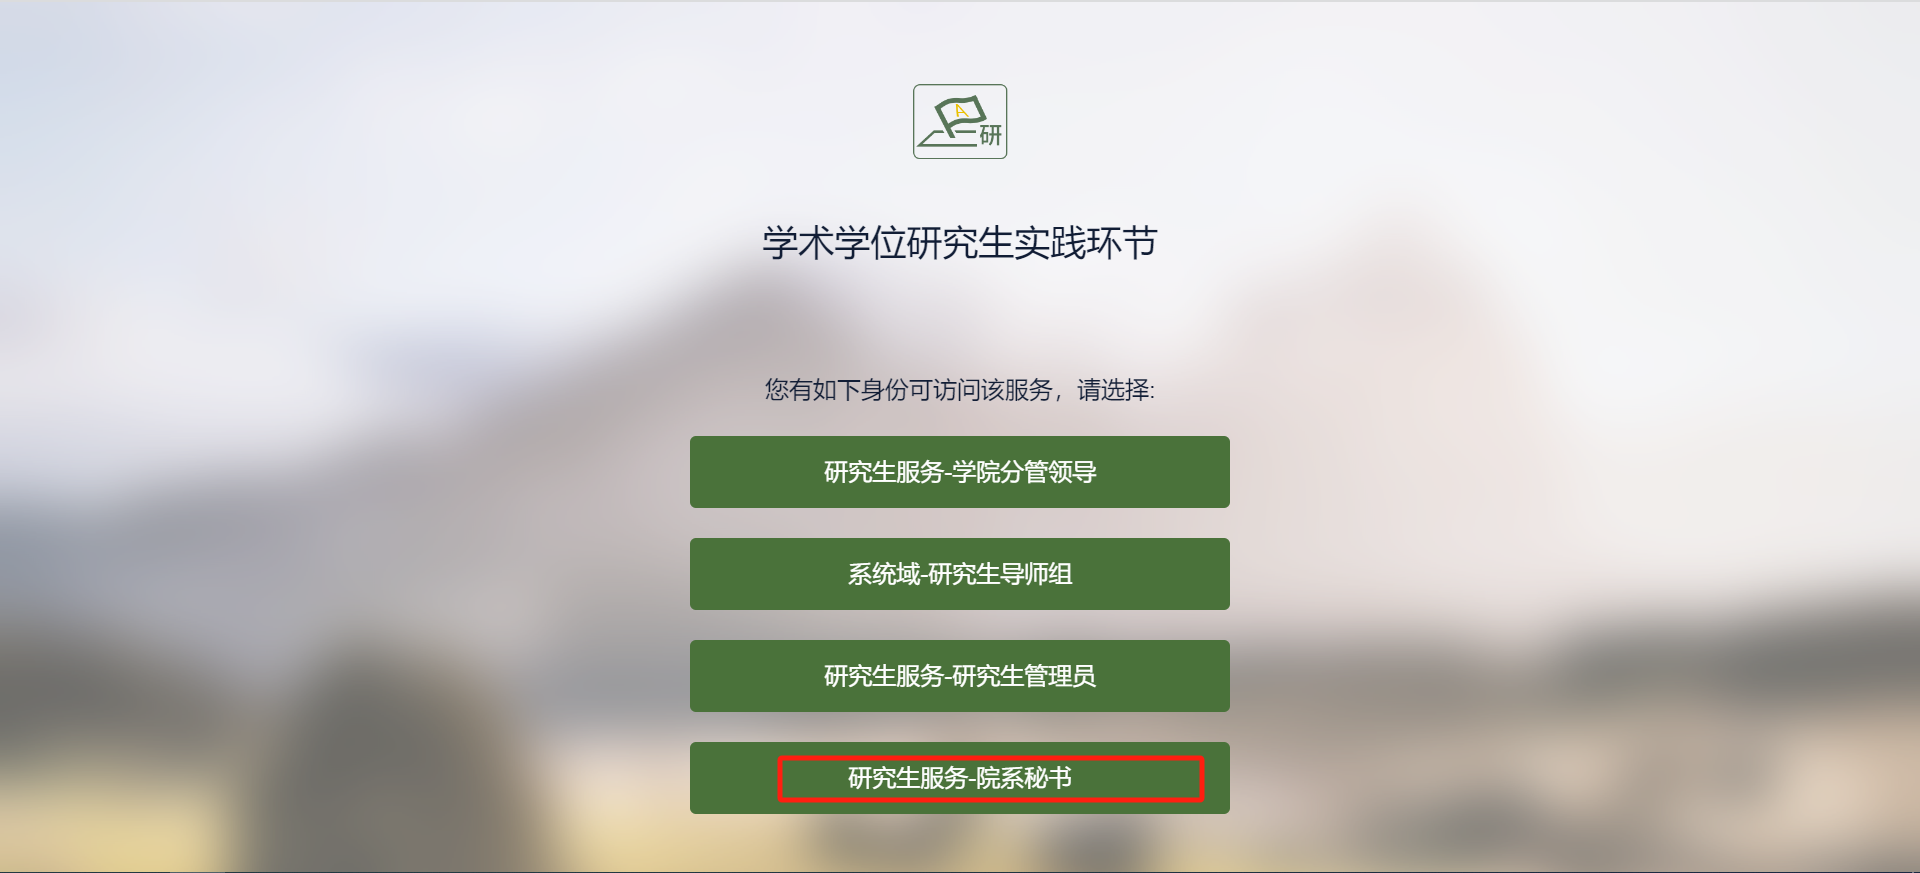 A
研
学术学位研究生实践环节
您有如下身份可访问该服务，请选择:
研究生服务-学院分管领导
系统域-研究生导师组
研究生服务-研究生管理员
研究生服务-院系秘书